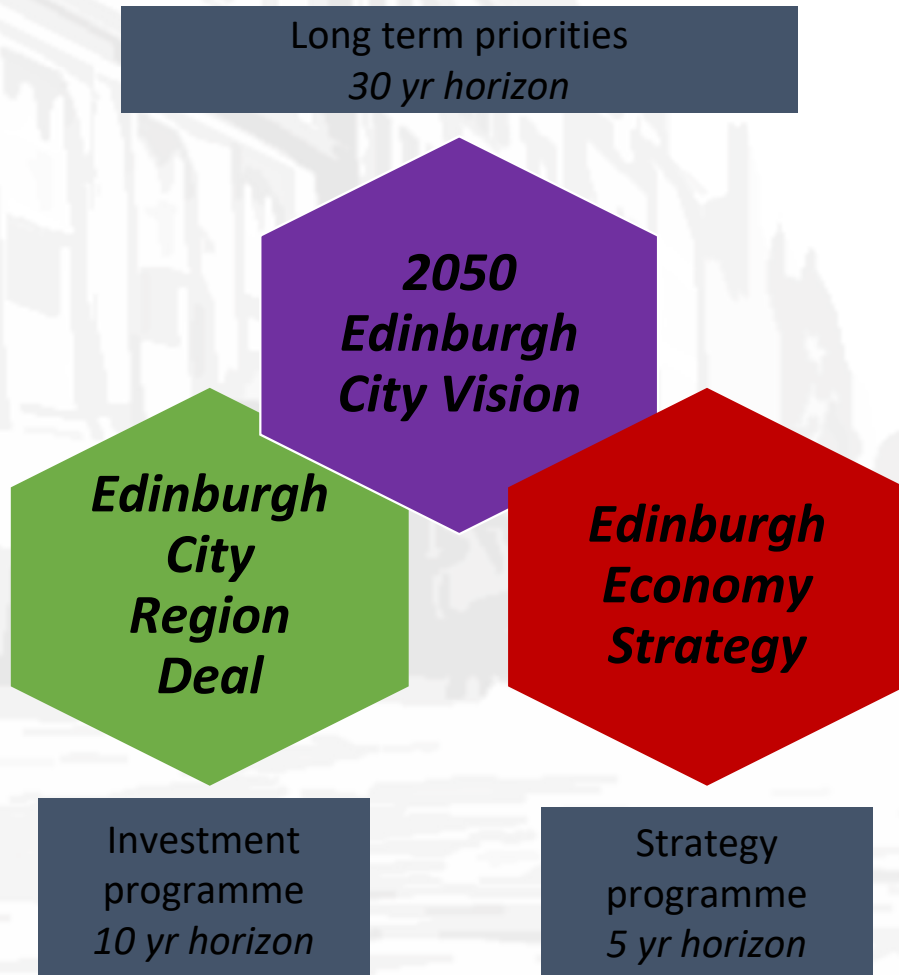 Long term priorities
30 yr horizon
2050
Edinburgh
City Vision
Edinburgh
City
Region
Deal
Edinburgh
Economy
Strategy
Investment
programme
10 yr horizon
Strategy
programme
5 yr horizon